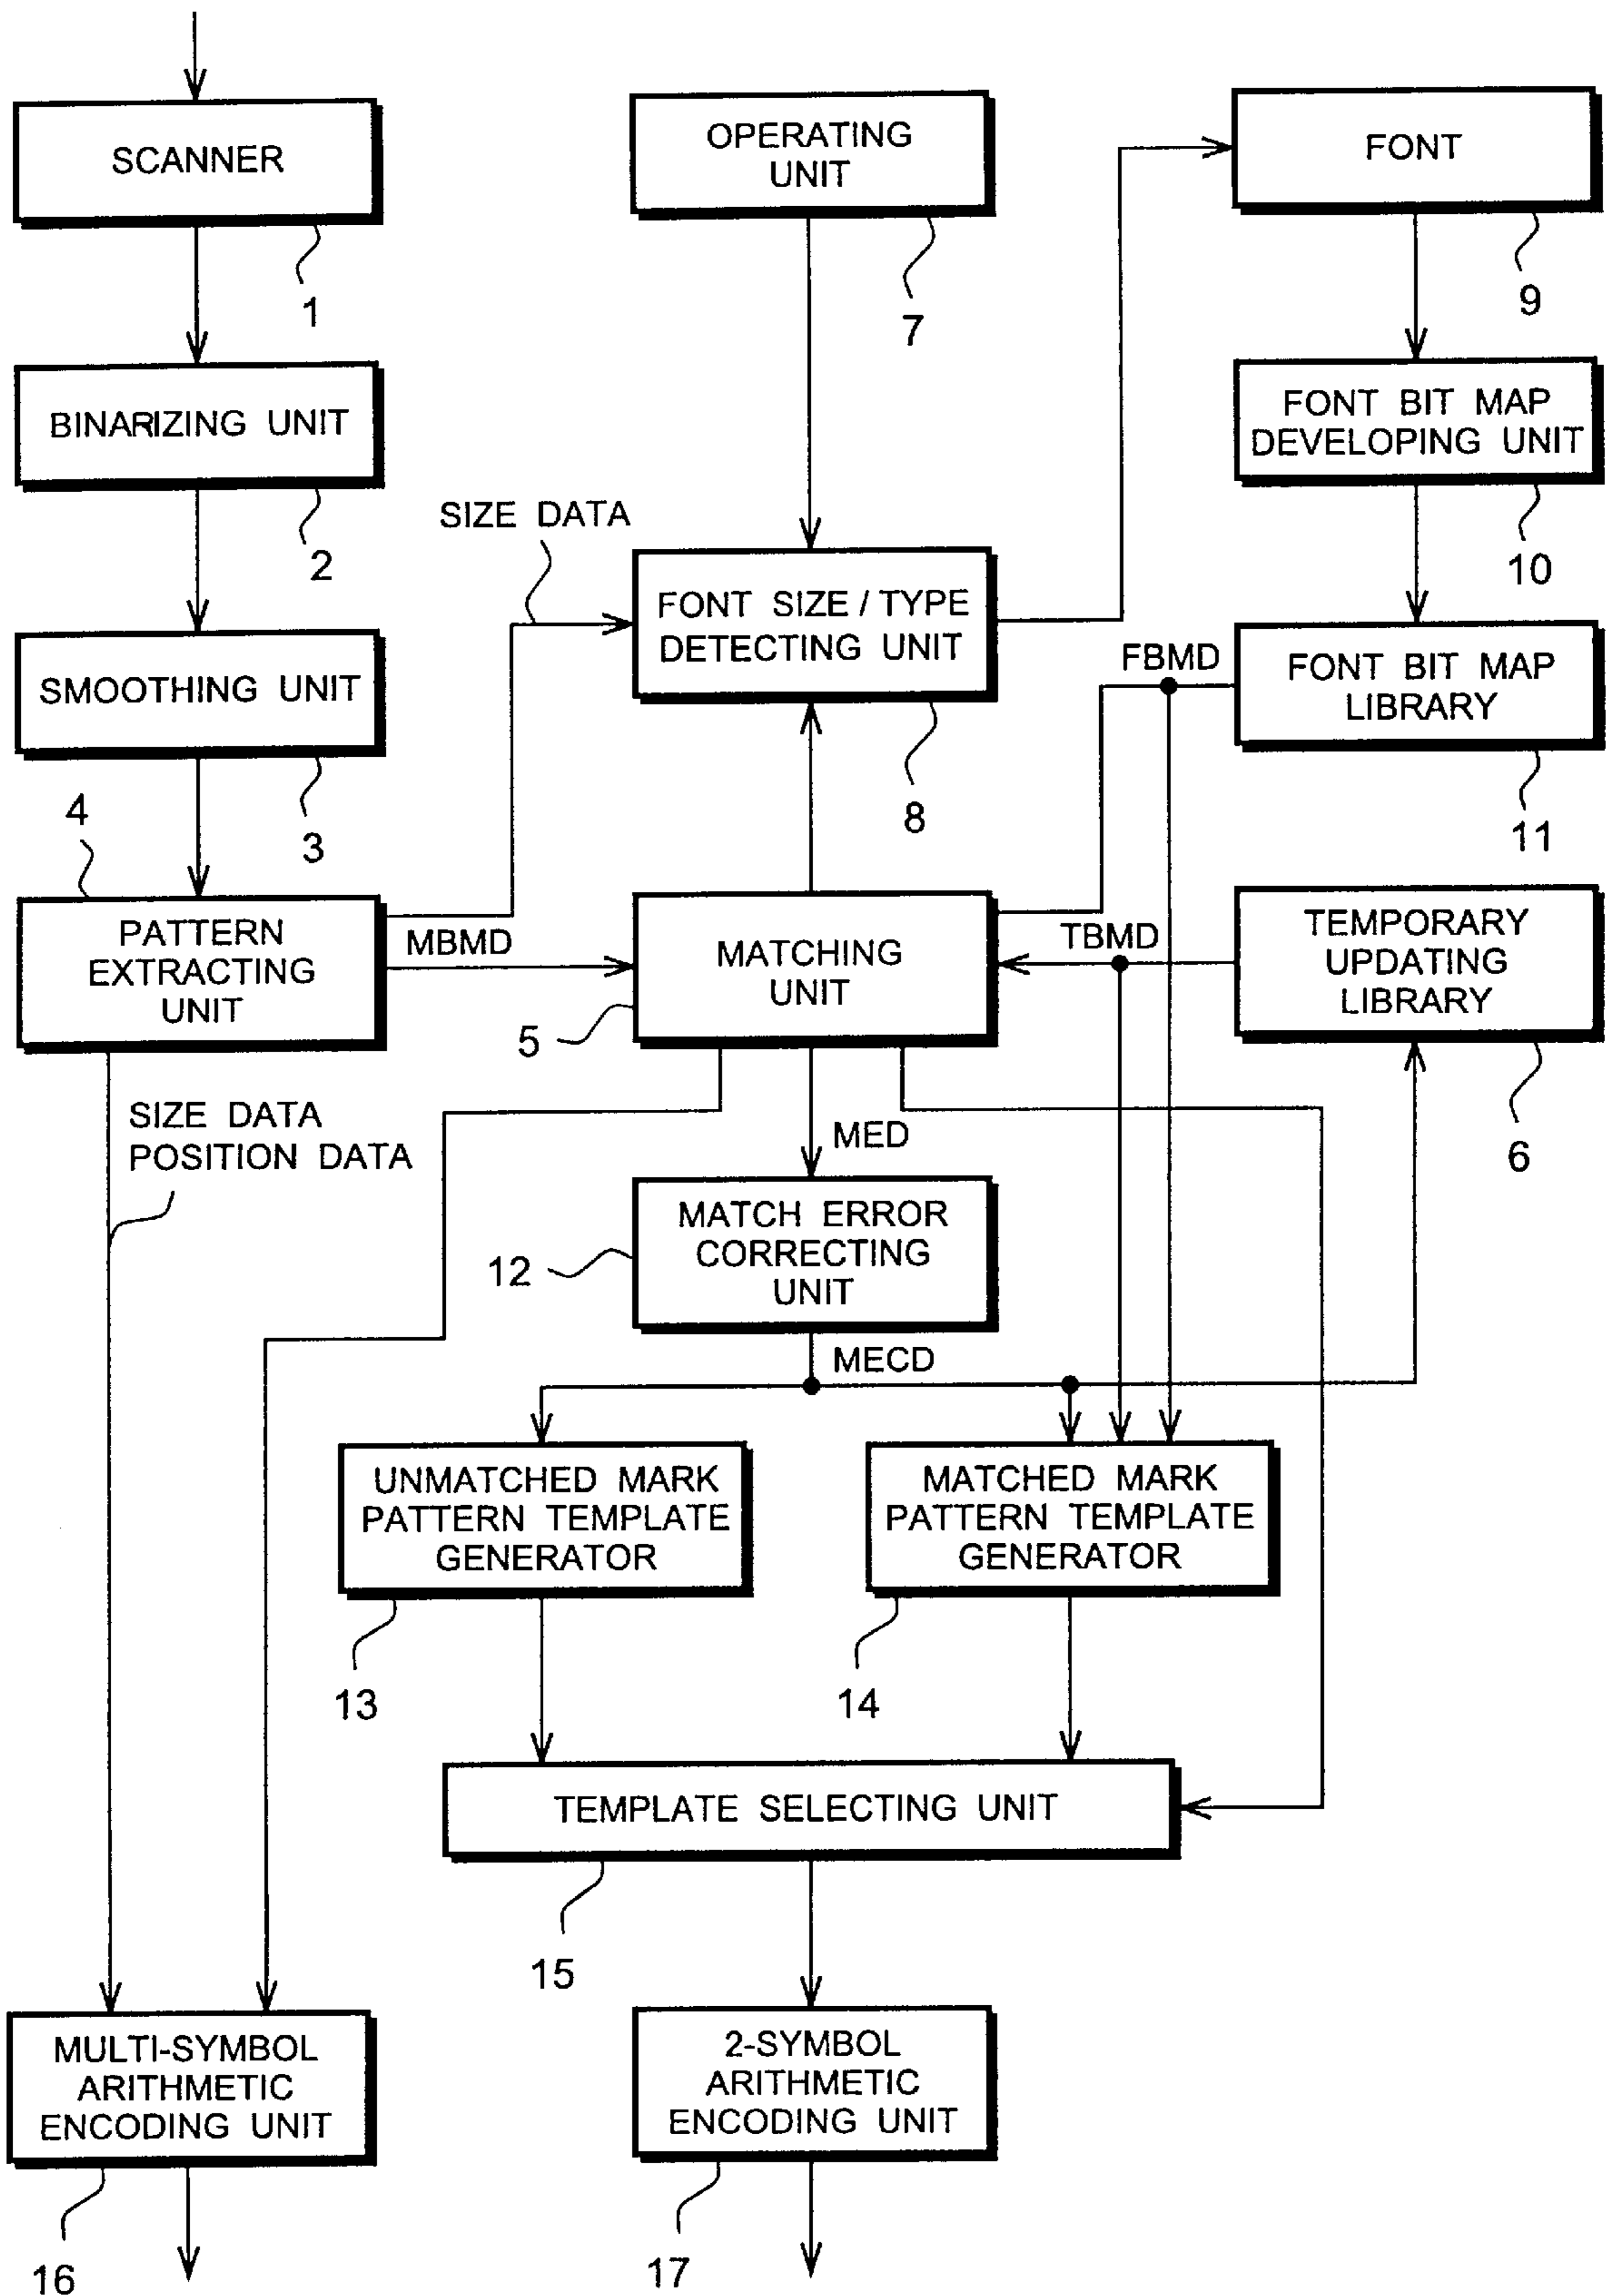 SCANNER
1
OPERATING
UNIT
7
FONT
9
BINARIZING UNIT
2
FONT BIT MAP
DEVELOPING UNIT
10
SIZE DATA
FONT SIZE / TYPE
DETECTING UNIT
8
SMOOTHING UNIT
3
FBMD
FONT BIT MAP
LIBRARY
11
4
PATTERN
EXTRACTING
UNIT
MBMD
MATCHING
UNIT
5
TBMD
TEMPORARY
UPDATING
LIBRARY
6
SIZE DATA
POSITION DATA
MED
MATCH ERROR
CORRECTING
UNIT
12
MECD
UNMATCHED MARK
PATTERN TEMPLATE
GENERATOR
13
MATCHED MARK
PATTERN TEMPLATE
GENERATOR
14
TEMPLATE SELECTING UNIT
15
MULTI-SYMBOL
ARITHMETIC
ENCODING UNIT
16
2-SYMBOL
ARITHMETIC
ENCODING UNIT
17